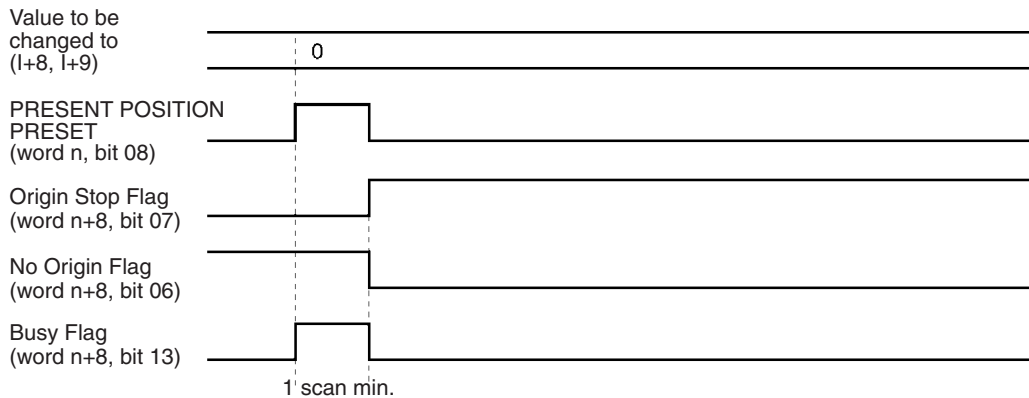 Value to be
changed to
(I+8, I+9)
0
PRESENT POSITION
PRESET
(word n, bit 08)
Origin Stop Flag
(word n+8, bit 07)
No Origin Flag
(word n+8, bit 06)
Busy Flag
(word n+8, bit 13)
1 scan min.